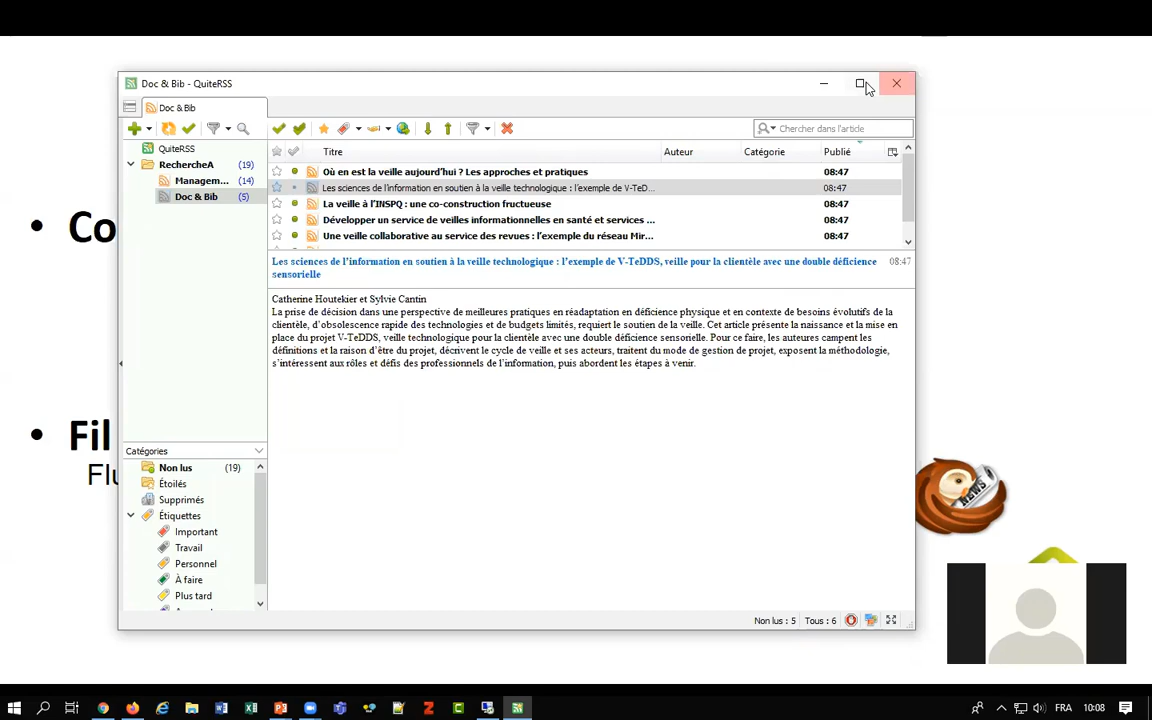 Doc & Bib - QuiteRSS
Doc & Bib
Chercher dans l'article
QuiteRSS
RechercheA (19)
Managem... (14)
Doc & Bib (5)
Titre Auteur Catégorie Publié
Où en est la veille aujourd'hui ? Les approches et pratiques 08:47
Les sciences de l'information en soutien à la veille technologique : l'exemple de V-TeD... 08:47
La veille à l'INSPQ : une co-construction fructueuse 08:47
Développer un service de veilles informationnelles en santé et services ... 08:47
Une veille collaborative au service des revues : l'exemple du réseau Mir... 08:47
Les sciences de l'information en soutien à la veille technologique : l'exemple de V-TeDDS, veille pour la clientèle avec une double déficience 08:47
sensorielle
Catherine Houtekier et Sylvie Cantin
La prise de décision dans une perspective de meilleures pratiques en réadaptation en déficience physique et en contexte de besoins évolutifs de la
clientèle, d'obsolescence rapide des technologies et de budgets limités, requiert le soutien de la veille. Cet article présente la naissance et la mise en
place du projet V-TeDDS, veille technologique pour la clientèle avec une double déficience sensorielle. Pour ce faire, les auteures campent les
définitions et la raison d'être du projet, décrivent le cycle de veille et ses acteurs, traitent du mode de gestion de projet, exposent la méthodologie,
s'intéressent aux rôles et défis des professionnels de l'information, puis abordent les étapes à venir.
Catégories
Non lus (19)
Étoilés
Supprimés
Étiquettes
Important
Travail
Personnel
À faire
Plus tard
Non lus : 5 Tous : 6
• Co
• Fil
Flu
NEWS
FRA 10:08